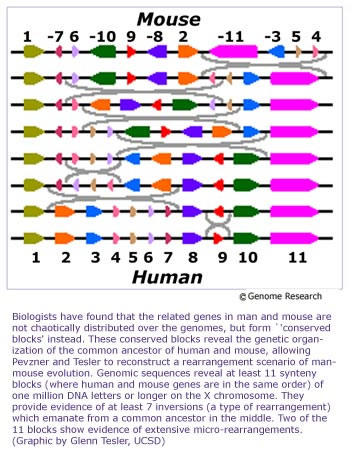 Mouse
1 -7 6 -10 9 -8 2 -11 -3 5 4
1 2 3 4 5 6 7 8 9 10 11
Human
© Genome Research
Biologists have found that the related genes in man and mouse are
not chaotically distributed over the genomes, but form ``conserved
blocks' instead. These conserved blocks reveal the genetic organ-
ization of the common ancestor of human and mouse, allowing
Pevzner and Tesler to reconstruct a rearrangement scenario of man-
mouse evolution. Genomic sequences reveal at least 11 synteny
blocks (where human and mouse genes are in the same order) of
one million DNA letters or longer on the X chromosome. They
provide evidence of at least 7 inversions (a type of rearrangement)
which emanate from a common ancestor in the middle. Two of the
11 blocks show evidence of extensive micro-rearrangements.
(Graphic by Glenn Tesler, UCSD)